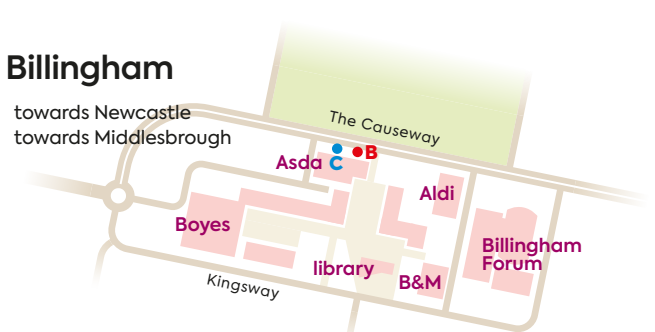 Billingham
towards Newcastle
towards Middlesbrough
The Causeway
B
Asda C
Aldi
Boyes
Billingham
Forum
library
B&M
Kingsway